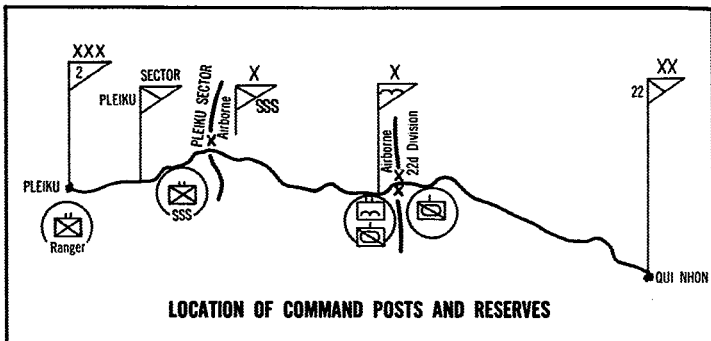 XXX
2
SECTOR
PLEIKU
PLEIKU SECTOR
Airborne
X
SSS
X
Airborne
22d Division
XX
22
X
X
X
PLEIKU
SSS
Ranger
QUI NHON
LOCATION OF COMMAND POSTS AND RESERVES